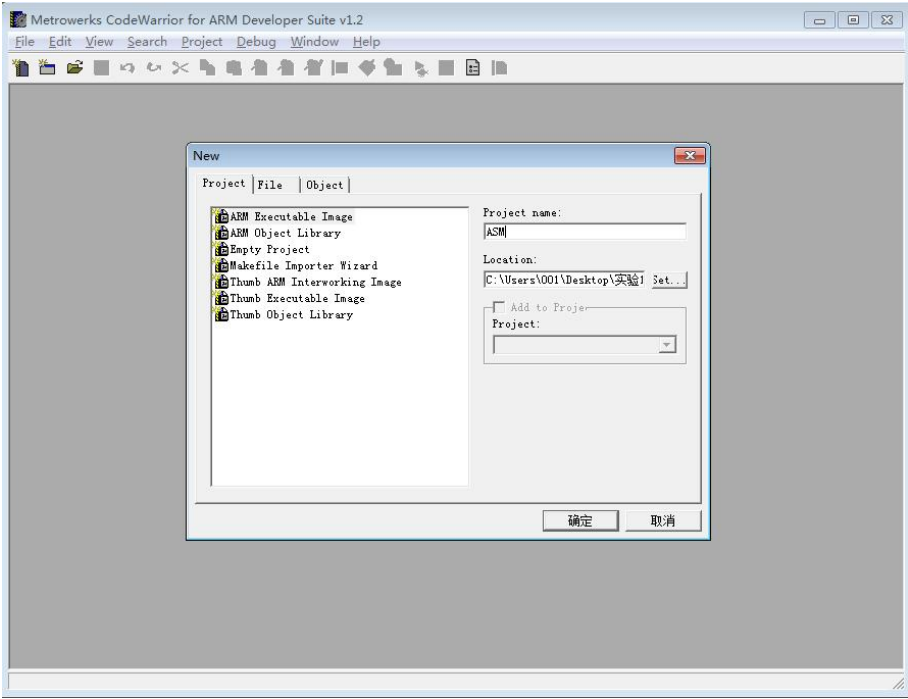 Metrowerks CodeWarrior for ARM Developer Suite v1.2
File Edit View Search Project Debug Window Help
New
Project File Object
ARM Executable Image
ARM Object Library
Empty Project
Makefile Importer Wizard
Thumb ARM Interworking Image
Thumb Executable Image
Thumb Object Library
Project name:
ASM
Location:
C:\Users\001\Desktop\实验1 Set...
Add to Projec
Project:
确定 取消